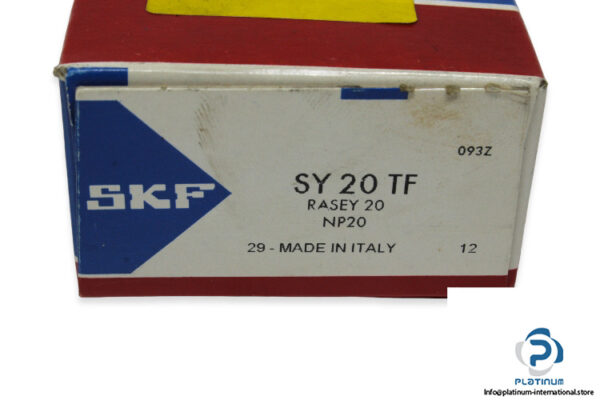 093Z
SKF
SY 20 TF
RASEY 20
NP20
29 - MADE IN ITALY 12
PLATINUM
Info@platinum-international.store